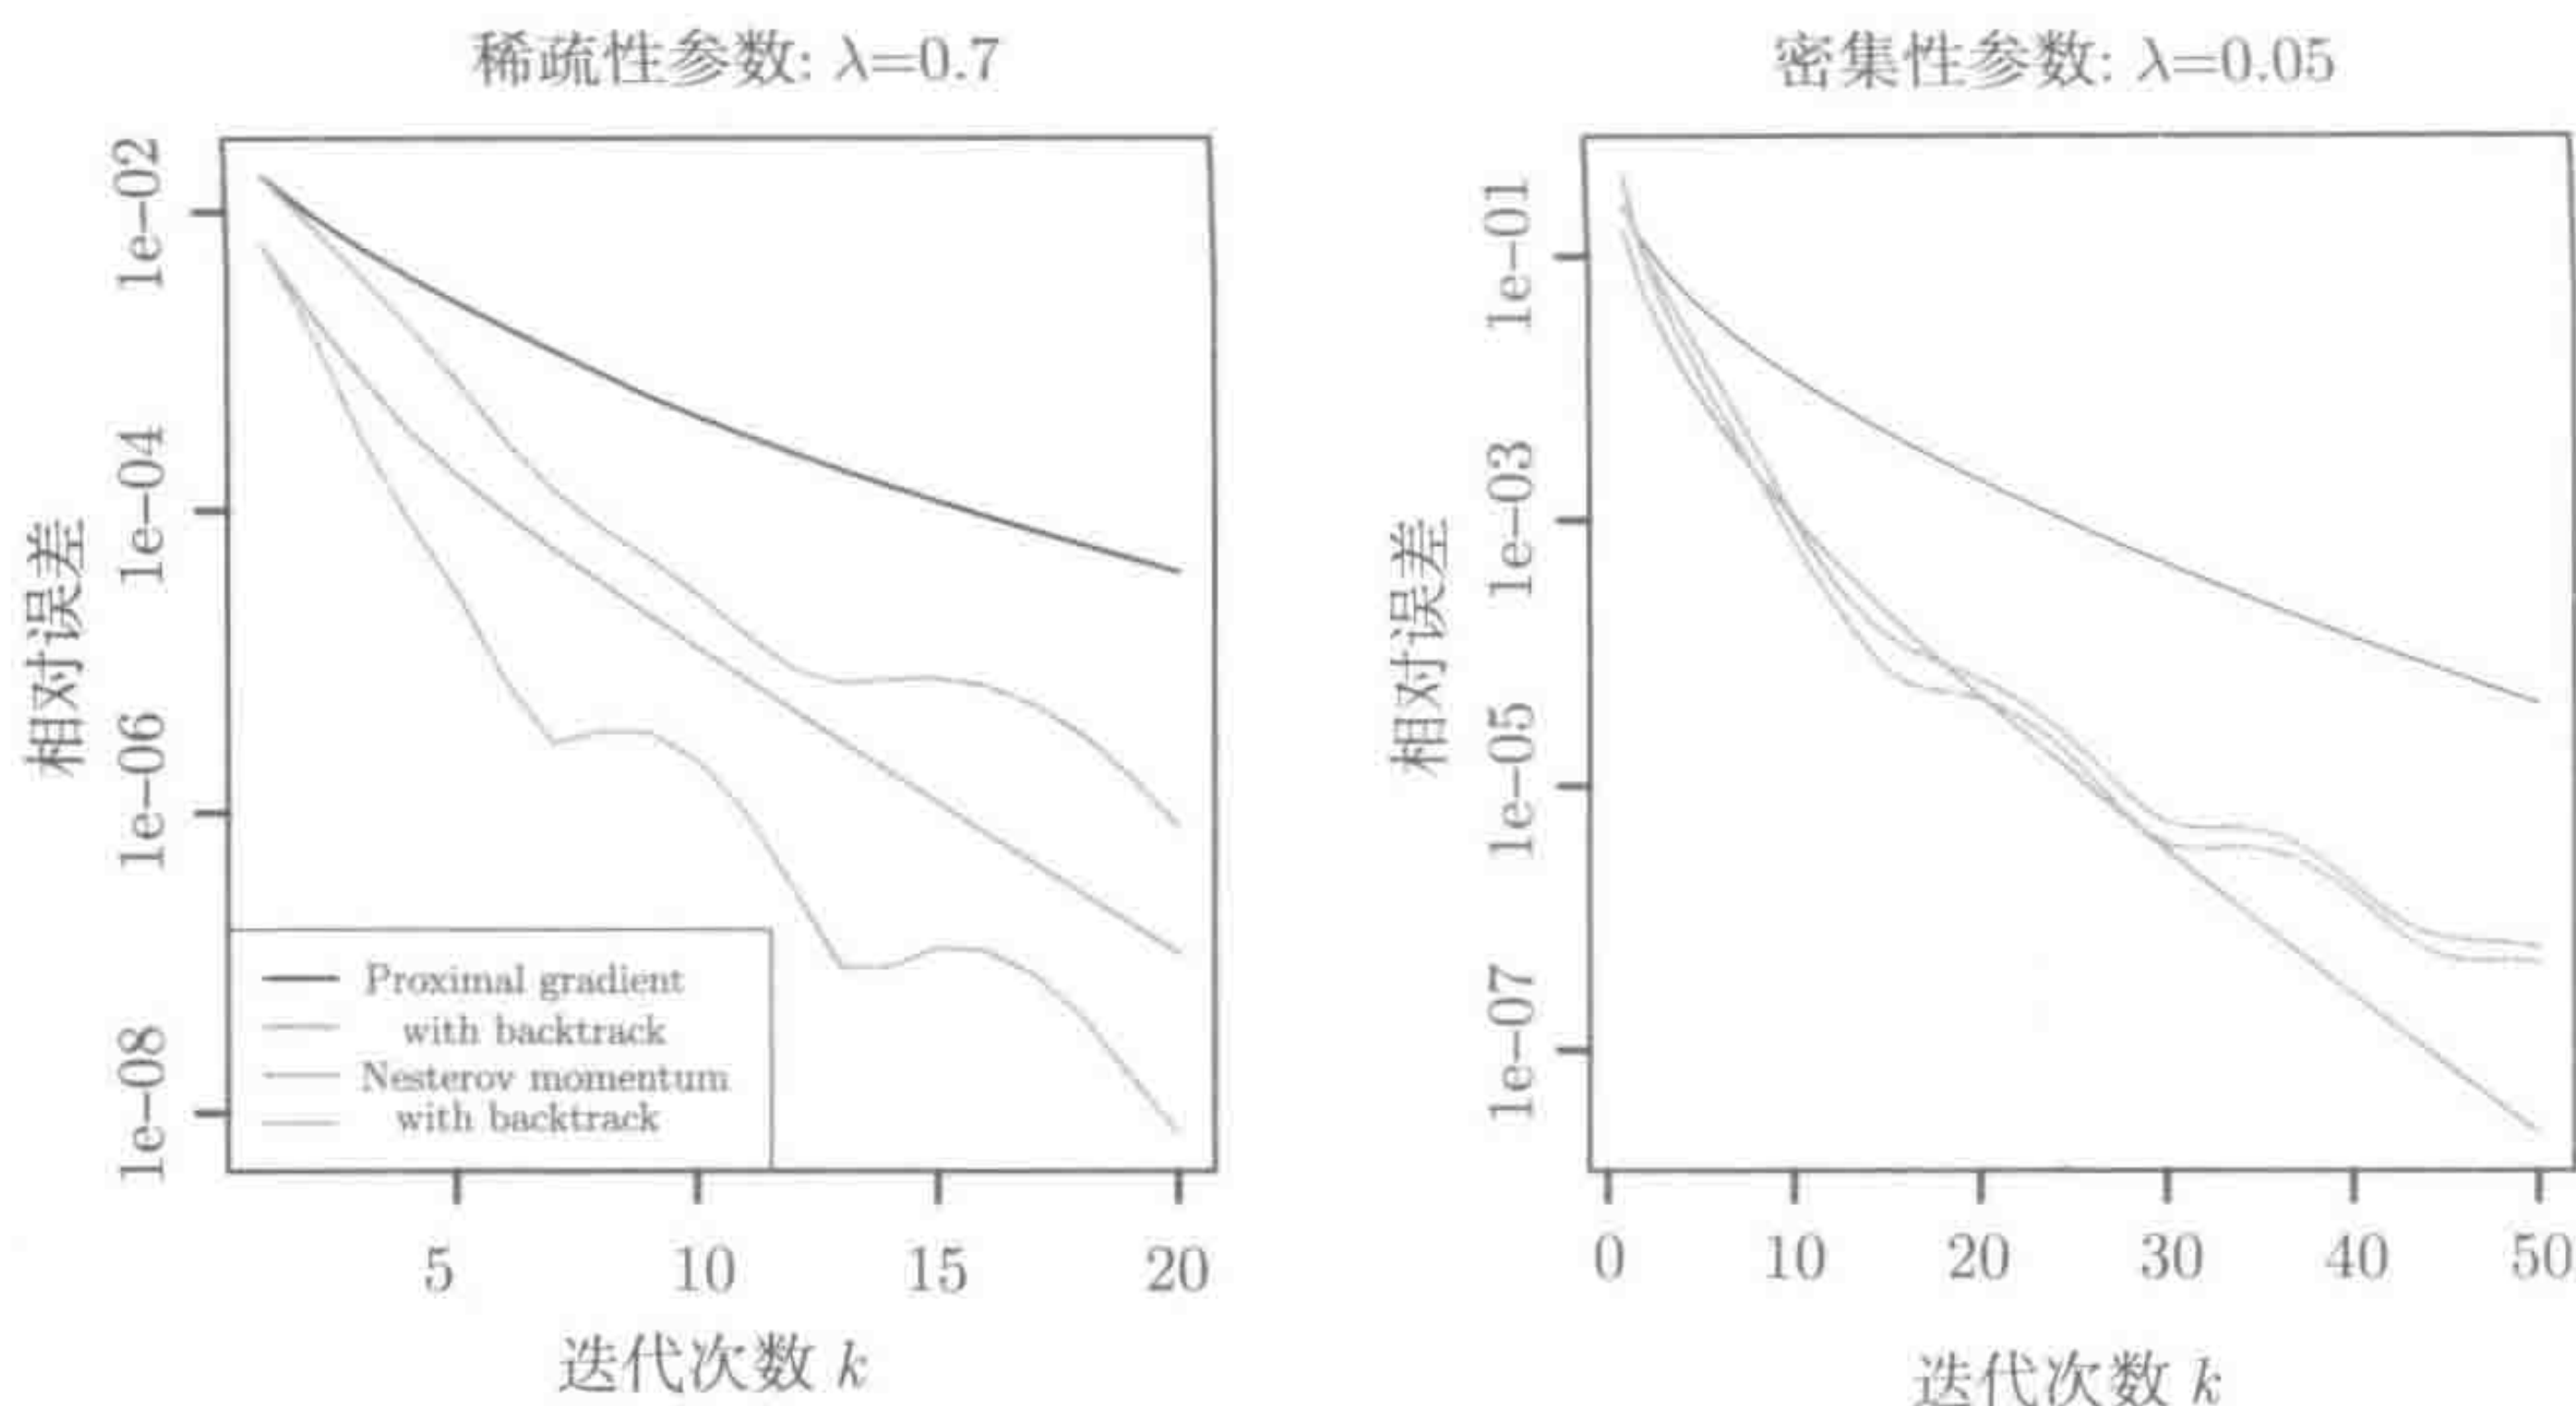 稀疏性参数: λ=0.7
相对误差
1e–02
1e–04
1e–06
1e–08
Proximal gradient
with backtrack
Nesterov momentum
with backtrack
5 10 15 20
迭代次数 k
密集性参数: λ=0.05
相对误差
1e–01
1e–03
1e–05
1e–07
0 10 20 30 40 50
迭代次数 k